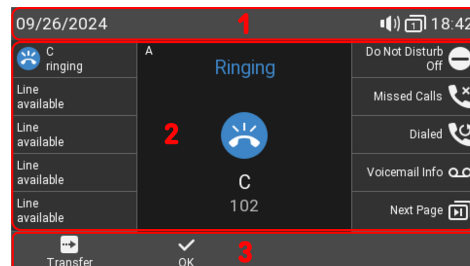 09/26/2024
1
1
18:42
C
ringing
Line
available
Line
available
Line
available
Line
available
A
Ringing
2
C
102
Do Not Disturb
Off
Missed Calls
Dialed
Voicemail Info
Next Page
Transfer
OK
3